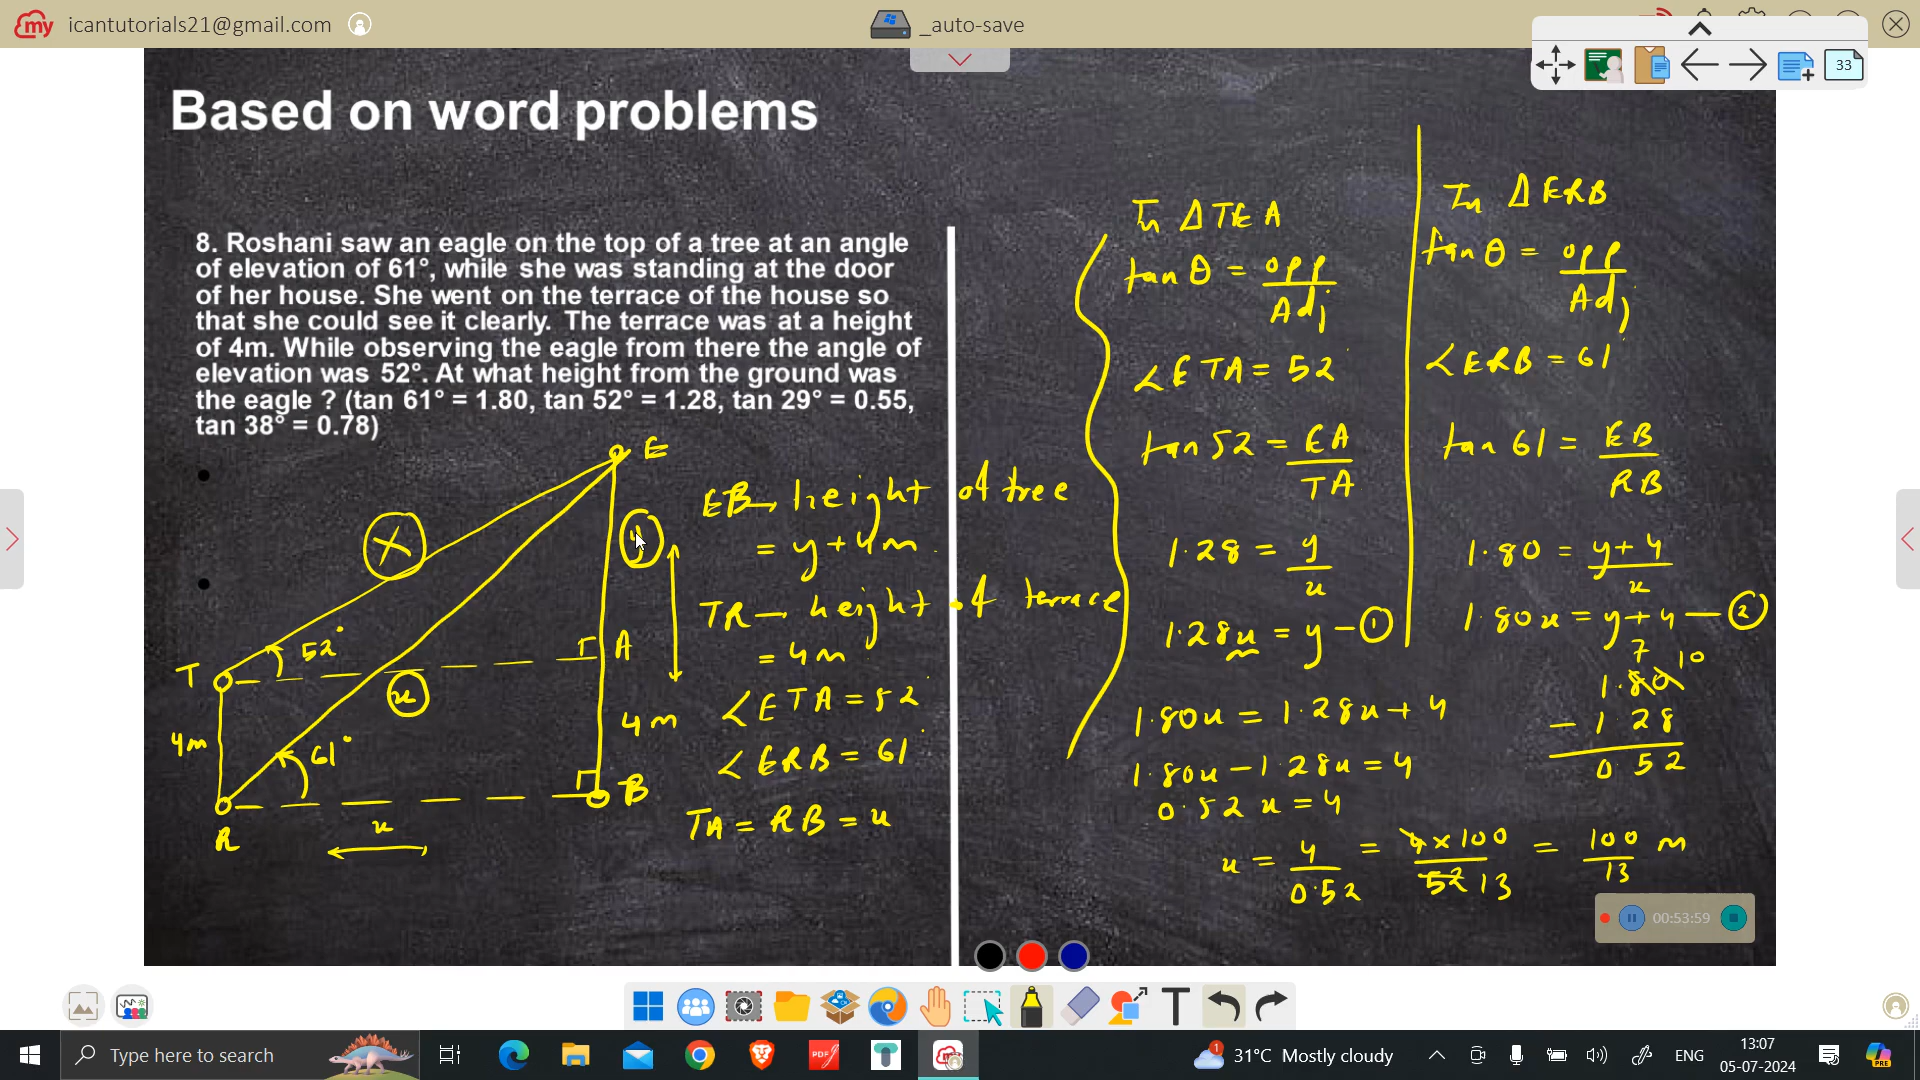 my icantutorials21@gmail.com
_auto-save
33
Based on word problems
8. Roshani saw an eagle on the top of a tree at an angle
of elevation of 61°, while she was standing at the door
of her house. She went on the terrace of the house so
that she could see it clearly. The terrace was at a height
of 4m. While observing the eagle from there the angle of
elevation was 52°. At what height from the ground was
the eagle ? (tan 61° = 1.80, tan 52° = 1.28, tan 29° = 0.55,
tan 38° = 0.78)
E
y
52°
T
A
x
4m
4m
61°
B
R
x
EB → height of tree
= y + 4m
TR — height of terrace
= 4m
∠ETA = 52°
∠ERB = 61°
TA = RB = x
In ΔTEA
tan θ = opp
Adj
∠ETA = 52°
tan 52 = EA
TA
1.28 = y
x
1.28x = y — ①
In ΔERB
tan θ = opp
Adj
∠ERB = 61°
tan 61 = EB
RB
1.80 = y + 4
x
1.80x = y + 4 — ②
7 10
1.80
- 1.28
0.52
1.80x = 1.28x + 4
1.80x - 1.28x = 4
0.52 x = 4
x = 4 = 4 x 100 = 100 m
0.52 52 13 13
00:53:59
T
Type here to search
PDF
T
1
31°C Mostly cloudy
ENG
13:07
05-07-2024
PRE